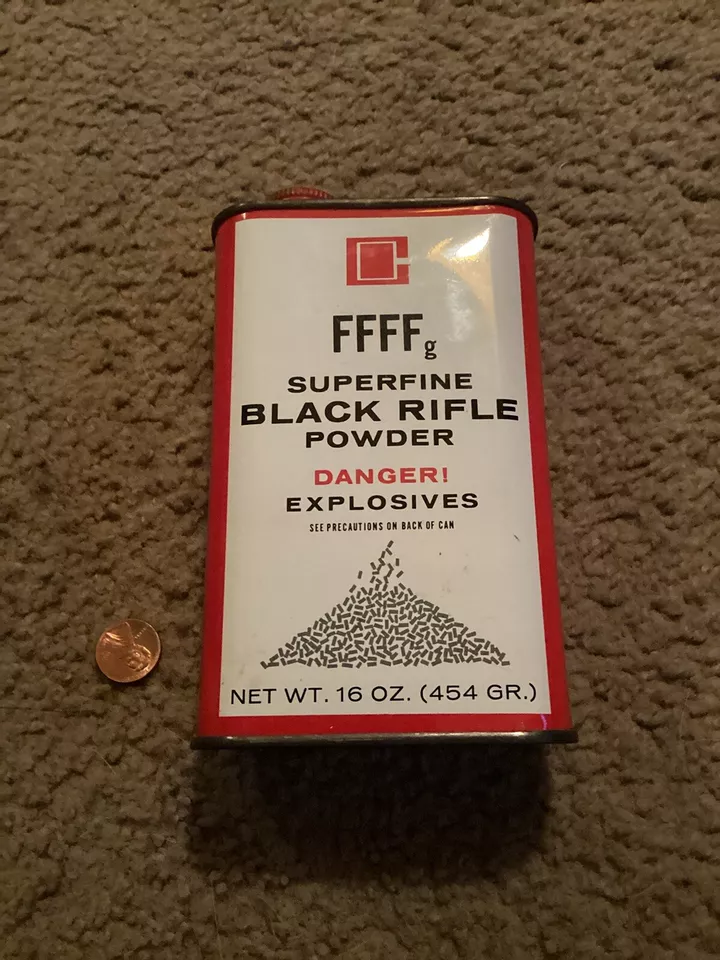 FFFFg
SUPERFINE
BLACK RIFLE
POWDER
DANGER!
EXPLOSIVES
SEE PRECAUTIONS ON BACK OF CAN
NET WT. 16 OZ. (454 GR.)